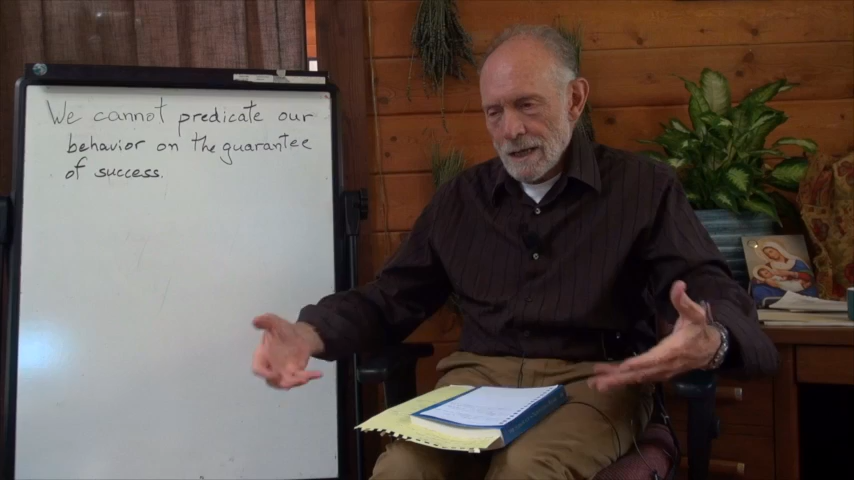 We cannot predicate our
behavior on the guarantee
of success.